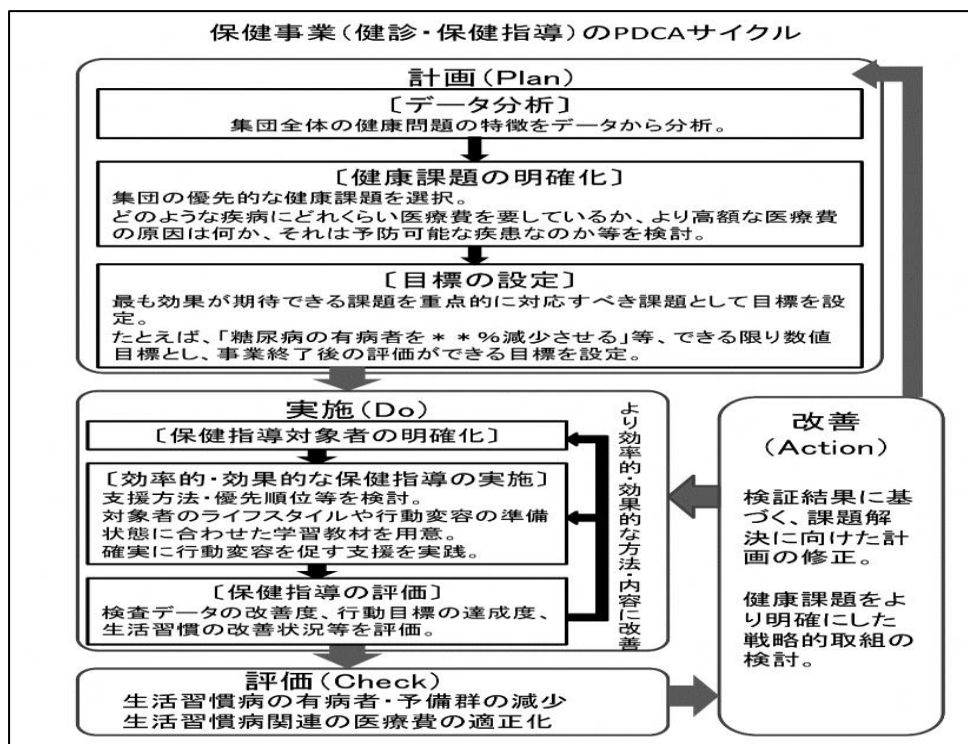 保健事業(健診・保健指導)のPDCAサイクル
計画(Plan)
[データ分析]
集団全体の健康問題の特徴をデータから分析。
[健康課題の明確化]
集団の優先的な健康課題を選択。
どのような疾病にどれくらい医療費を要しているか、より高額な医療費
の原因は何か、それは予防可能な疾患なのか等を検討。
[目標の設定]
最も効果が期待できる課題を重点的に対応すべき課題として目標を設
定。
たとえば、「糖尿病の有病者を＊＊%減少させる」等、できる限り数値
目標とし、事業終了後の評価ができる目標を設定。
実施(Do)
[保健指導対象者の明確化]
[効率的・効果的な保健指導の実施]
支援方法・優先順位等を検討。
対象者のライフスタイルや行動変容の準備
状態に合わせた学習教材を用意。
確実に行動変容を促す支援を実践。
[保健指導の評価]
検査データの改善度、行動目標の達成度、
生活習慣の改善状況等を評価。
より効率的・効果的な方法・内容に改善
評価(Check)
生活習慣病の有病者・予備群の減少
生活習慣病関連の医療費の適正化
改善
(Action)
検証結果に基
づく、課題解
決に向けた計
画の修正。
健康課題をよ
り明確にした
戦略的取組の
検討。